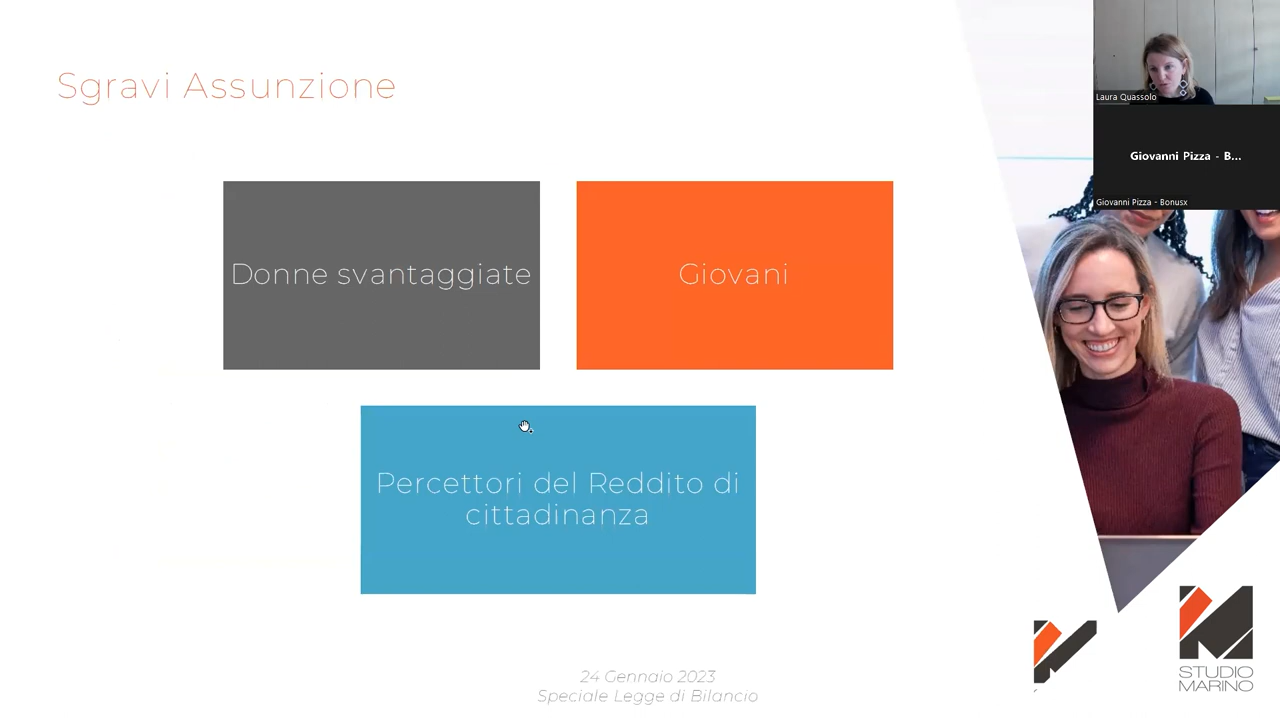 Sgravi Assunzione
Laura Quassolo
Giovanni Pizza - B...
Giovanni Pizza - Bonusx
Donne svantaggiate
Giovani
Percettori del Reddito di
cittadinanza
24 Gennaio 2023
Speciale Legge di Bilancio
STUDIO
MARINO